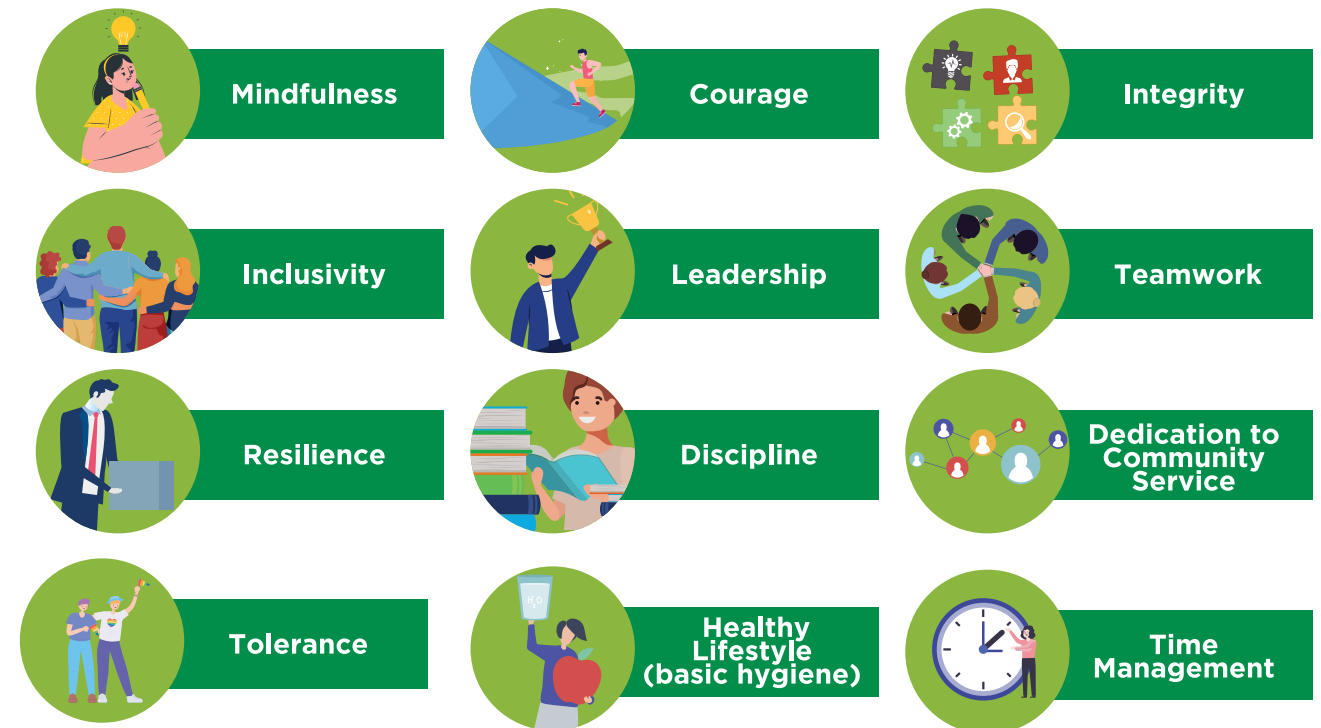 Mindfulness
Courage
Integrity
Inclusivity
Leadership
Teamwork
Resilience
Discipline
Dedication to
Community
Service
Tolerance
H2O
Healthy
Lifestyle
(basic hygiene)
Time
Management